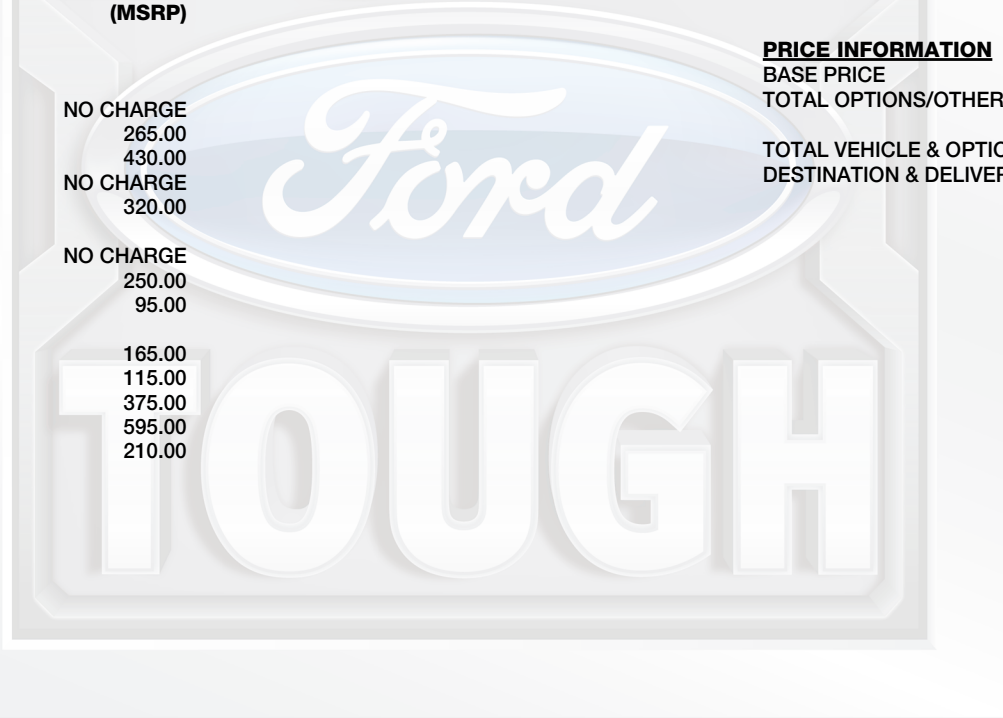 (MSRP)
PRICE INFORMATION
BASE PRICE
TOTAL OPTIONS/OTHER
NO CHARGE
265.00
430.00
NO CHARGE
320.00
TOTAL VEHICLE &
DESTINATION &
NO CHARGE
250.00
95.00
165.00
115.00
375.00
595.00
210.00
Ford
TOUGH